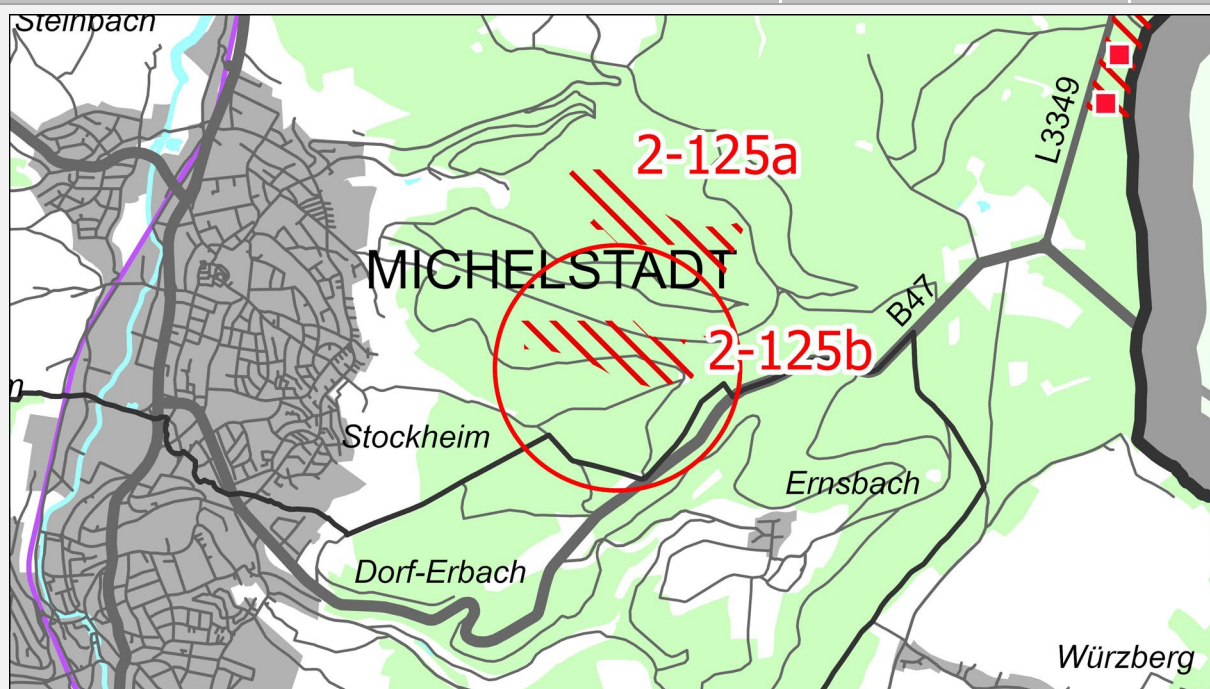 Steinbach
L3349
2-125a
MICHELSTADT
B47
2-125b
Stockheim
Ernsbach
Dorf-Erbach
Würzberg